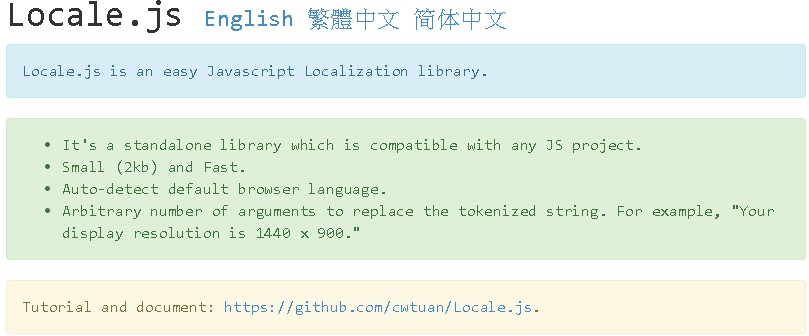 Locale.js English 繁體中文 简体中文
Locale.js is an easy Javascript Localization library.
• It's a standalone library which is compatible with any JS project.
• Small (2kb) and Fast.
• Auto-detect default browser language.
• Arbitrary number of arguments to replace the tokenized string. For example, "Your
display resolution is 1440 x 900."
Tutorial and document: https://github.com/cwtuan/Locale.js.